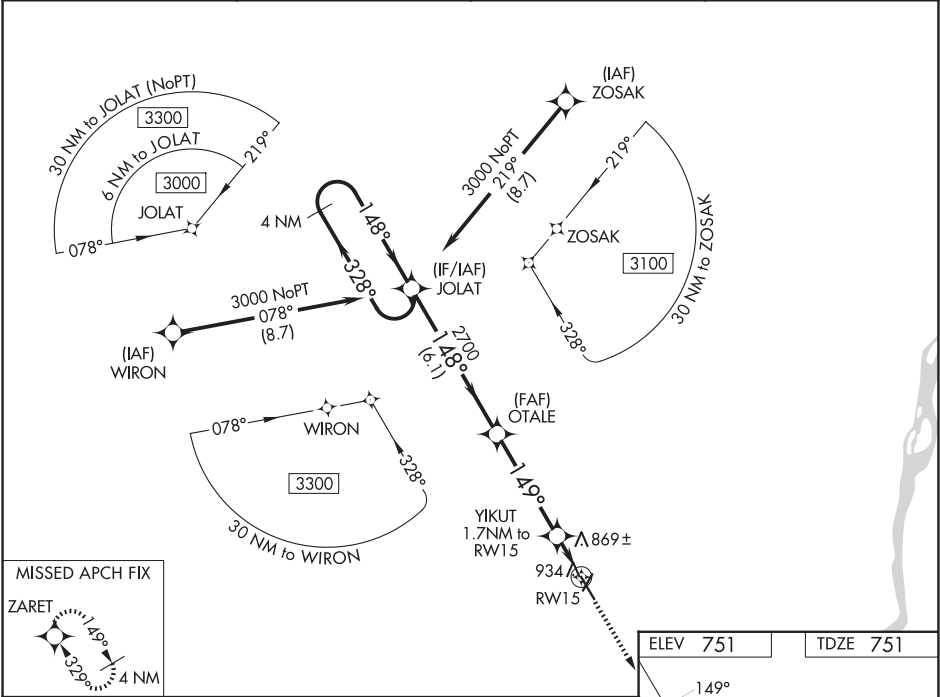 30 NM to JOLAT (NoPT)
3300
6 NM to JOLAT
3000
219°
JOLAT
078°
(IAF)
ZOSAK
3000 NoPT
219°
(8.7)
219°
ZOSAK
3100
30 NM to ZOSAK
328°
4 NM
148°
328°
(IF/IAF)
JOLAT
3000 NoPT
078°
(8.7)
(IAF)
WIRON
2700
148°
(6.1)
(FAF)
OTALE
078°
WIRON
328°
3300
30 NM to WIRON
149°
YIKUT
1.7NM to
RW15
869±
934
RW15
MISSED APCH FIX
ZARET
149°
329°
4 NM
ELEV 751
TDZE 751
149°